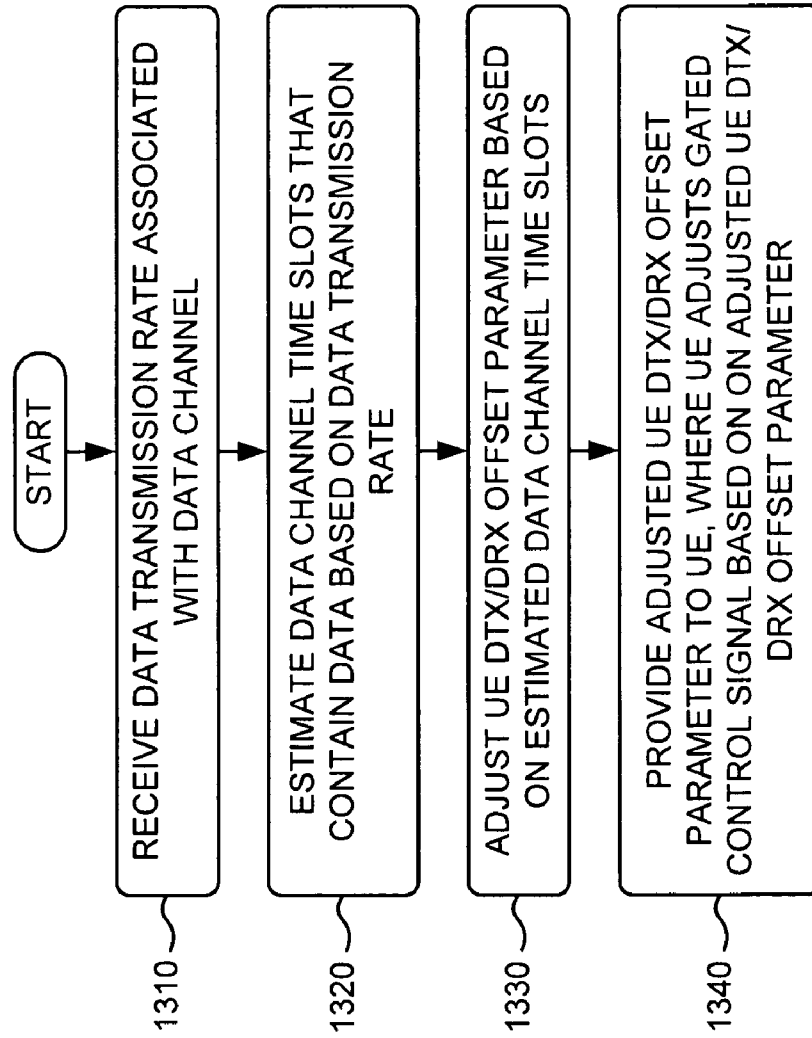 START
1310
RECEIVE DATA TRANSMISSION RATE ASSOCIATED
WITH DATA CHANNEL
1320
ESTIMATE DATA CHANNEL TIME SLOTS THAT
CONTAIN DATA BASED ON DATA TRANSMISSION
RATE
1330
ADJUST UE DTX/DRX OFFSET PARAMETER BASED
ON ESTIMATED DATA CHANNEL TIME SLOTS
1340
PROVIDE ADJUSTED UE DTX/DRX OFFSET
PARAMETER TO UE, WHERE UE ADJUSTS GATED
CONTROL SIGNAL BASED ON ON ADJUSTED UE DTX/
DRX OFFSET PARAMETER